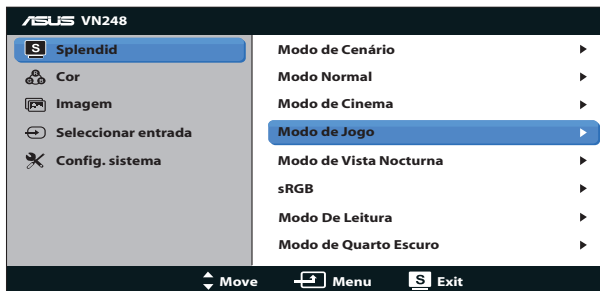 ASUS VN248
S Splendid
Cor
Imagem
Seleccionar entrada
Config. sistema
Modo de Cenário
Modo Normal
Modo de Cinema
Modo de Jogo
Modo de Vista Nocturna
sRGB
Modo De Leitura
Modo de Quarto Escuro
Move Menu S Exit